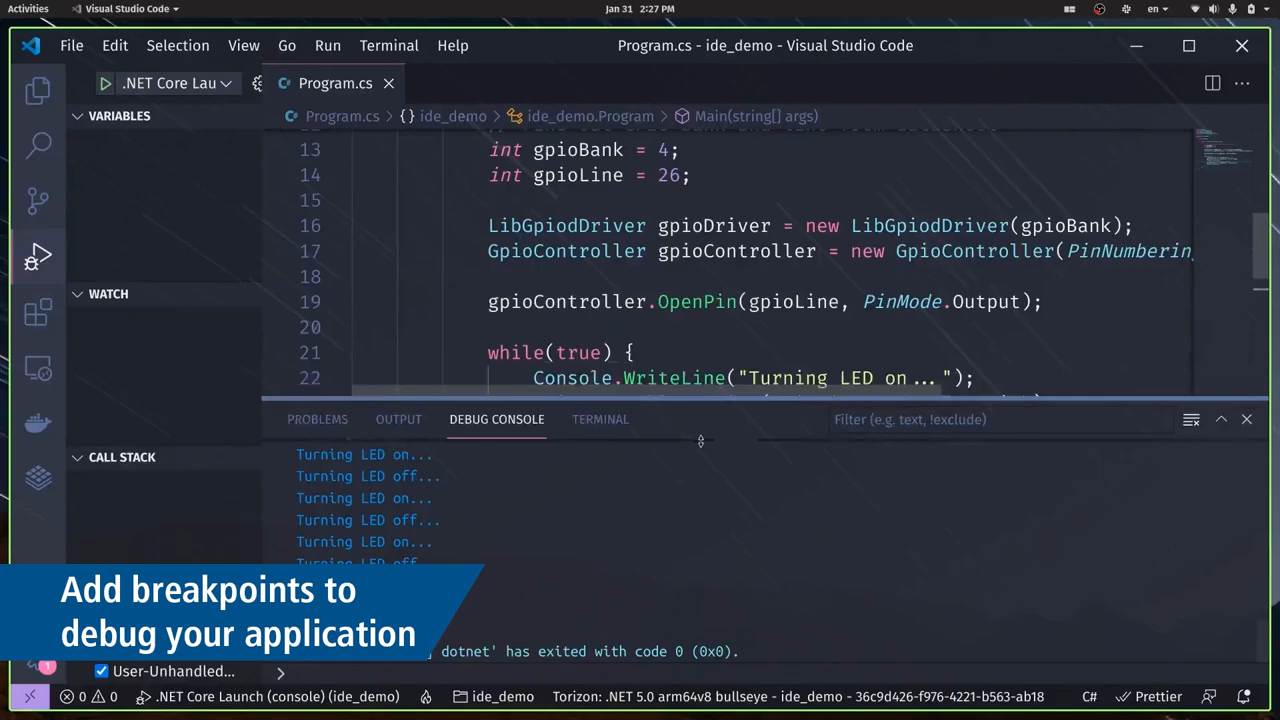 Activities
Visual Studio Code
Jan 31 2:27 PM
en
File Edit Selection View Go Run Terminal Help
Program.cs - ide_demo - Visual Studio Code
.NET Core Lau
Program.cs
VARIABLES
Program.cs > {} ide_demo > ide_demo.Program > Main(string[] args)
13 int gpioBank = 4;
14 int gpioLine = 26;
15
16 LibGpiodDriver gpioDriver = new LibGpiodDriver(gpioBank);
17 GpioController gpioController = new GpioController(PinNumberin
18
WATCH
19 gpioController.OpenPin(gpioLine, PinMode.Output);
20
21 while(true) {
22 Console.WriteLine("Turning LED on...");
PROBLEMS OUTPUT DEBUG CONSOLE TERMINAL
Filter (e.g. text, !exclude)
CALL STACK
Turning LED on...
Turning LED off...
Turning LED on...
Turning LED off...
Turning LED on...
Turning LED off
Add breakpoints to
debug your application
dotnet' has exited with code 0 (0x0).
1
User-Unhandled...
>
0 0 .NET Core Launch (console) (ide_demo) ide_demo Torizon: .NET 5.0 arm64v8 bullseye - ide_demo - 36c9d426-f976-4221-b563-ab18 C# Prettier